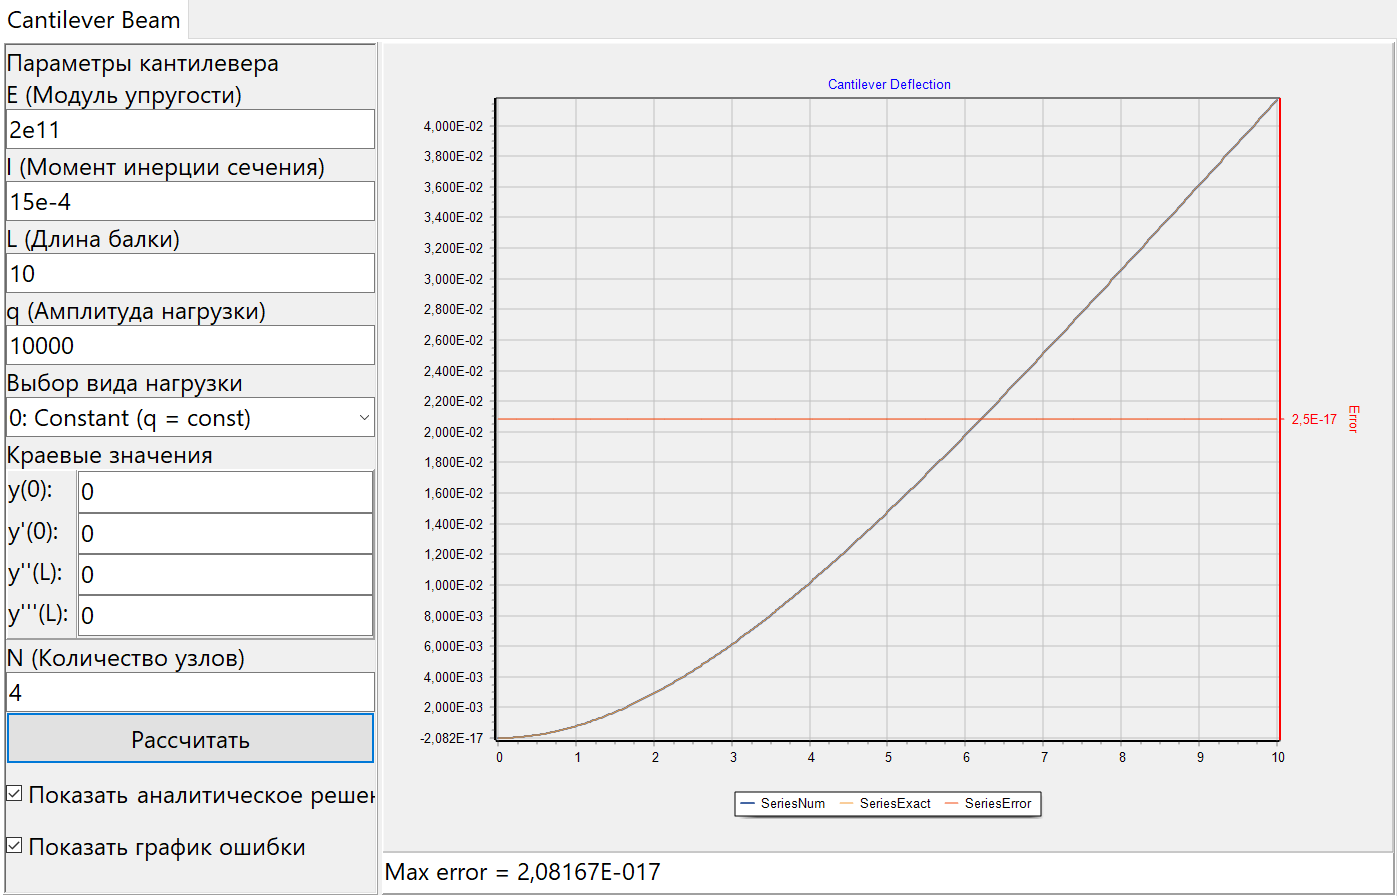 Cantilever Beam
Параметры кантилевера
E (Модуль упругости)
2e11
I (Момент инерции сечения)
15e-4
L (Длина балки)
10
q (Амплитуда нагрузки)
10000
Выбор вида нагрузки
0: Constant (q = const)
Краевые значения
y(0): 0
y'(0): 0
y''(L): 0
y'''(L): 0
N (Количество узлов)
4
Рассчитать
Показать аналитическое решен
Показать график ошибки
Cantilever Deflection
4,000E-02
3,800E-02
3,600E-02
3,400E-02
3,200E-02
3,000E-02
2,800E-02
2,600E-02
2,400E-02
2,200E-02
2,000E-02
1,800E-02
1,600E-02
1,400E-02
1,200E-02
1,000E-02
8,000E-03
6,000E-03
4,000E-03
2,000E-03
-2,082E-17
0 1 2 3 4 5 6 7 8 9 10
2,5E-17
Error
SeriesNum SeriesExact SeriesError
Max error = 2,08167E-017